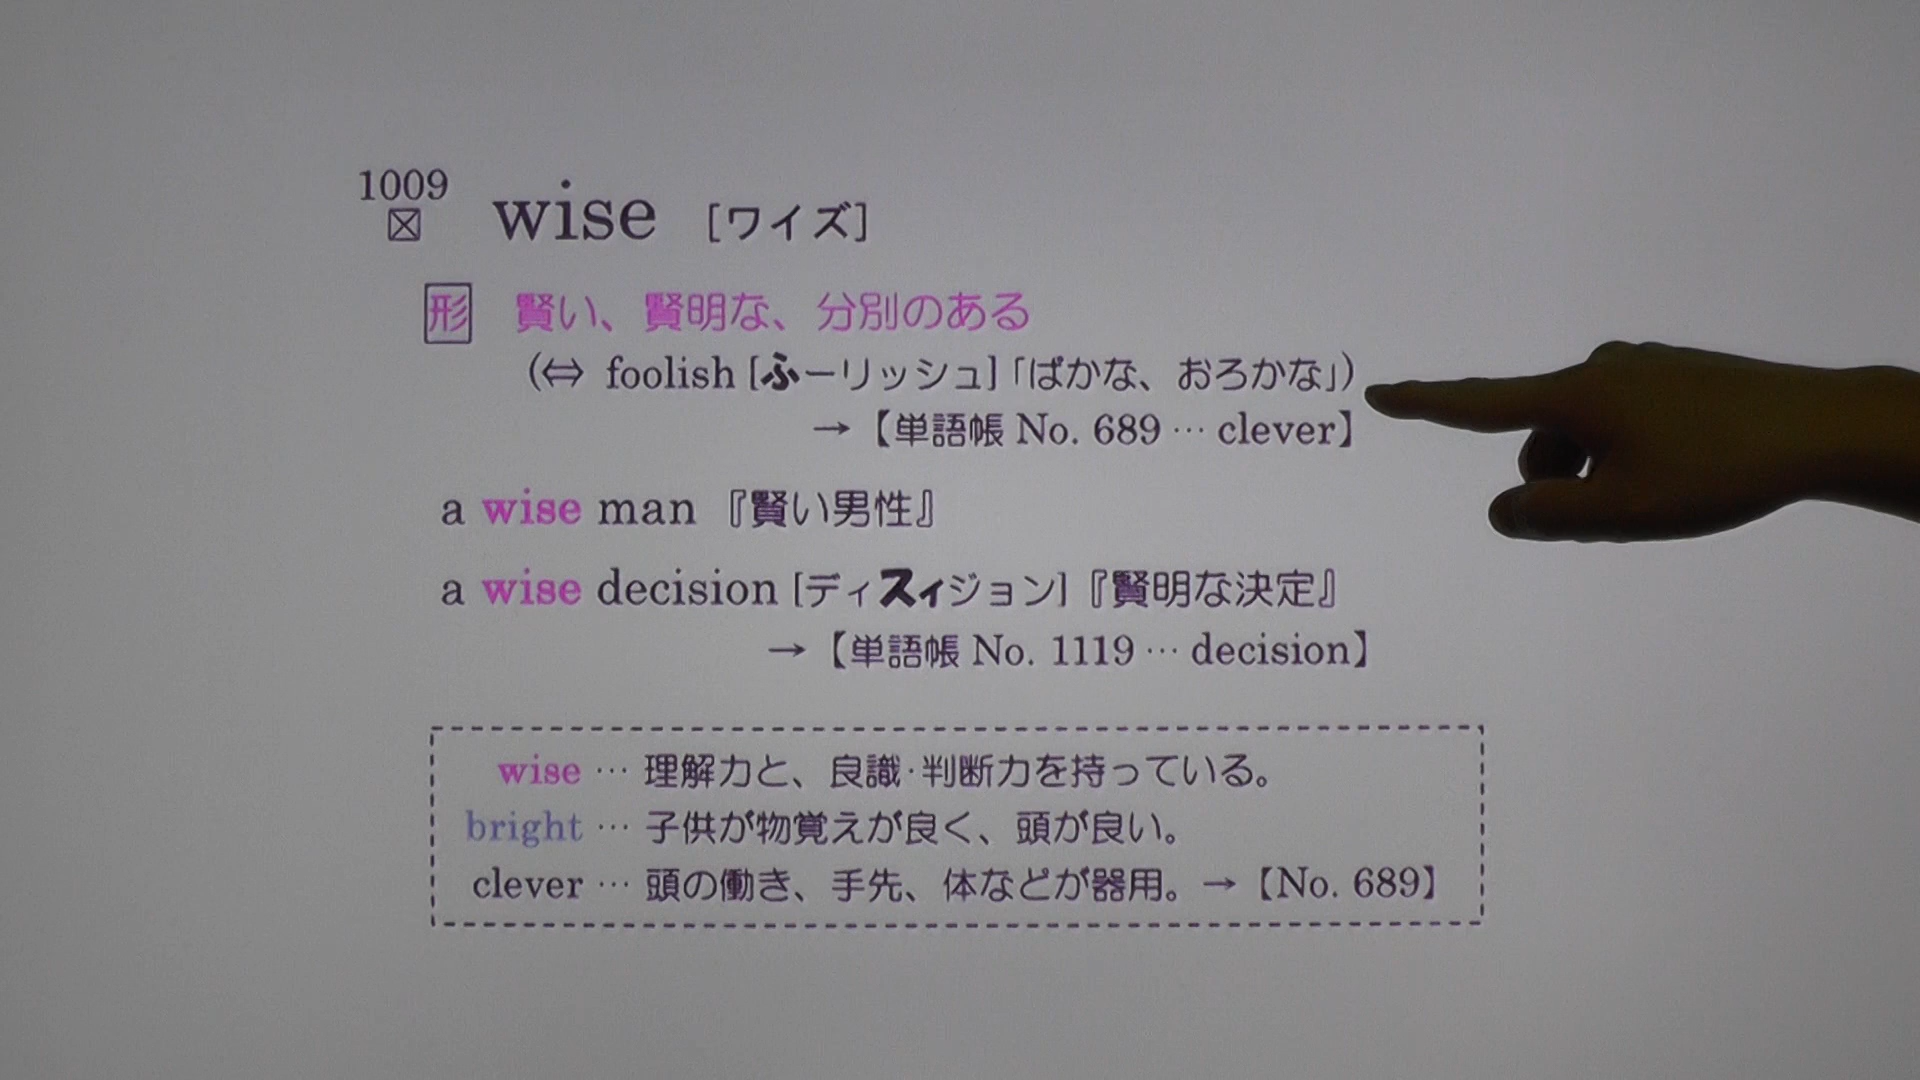 1009
☒ wise [ワイズ]
形 賢い、賢明な、分別のある
(⇔ foolish [ふーリッシュ]「ばかな、おろかな」)
→【単語帳 No. 689 … clever】
a wise man 『賢い男性』
a wise decision [ディスィジョン]『賢明な決定』
→【単語帳 No. 1119 … decision】
wise … 理解力と、良識·判断力を持っている。
bright … 子供が物覚えが良く、頭が良い。
clever … 頭の働き、手先、体などが器用。→【No. 689】